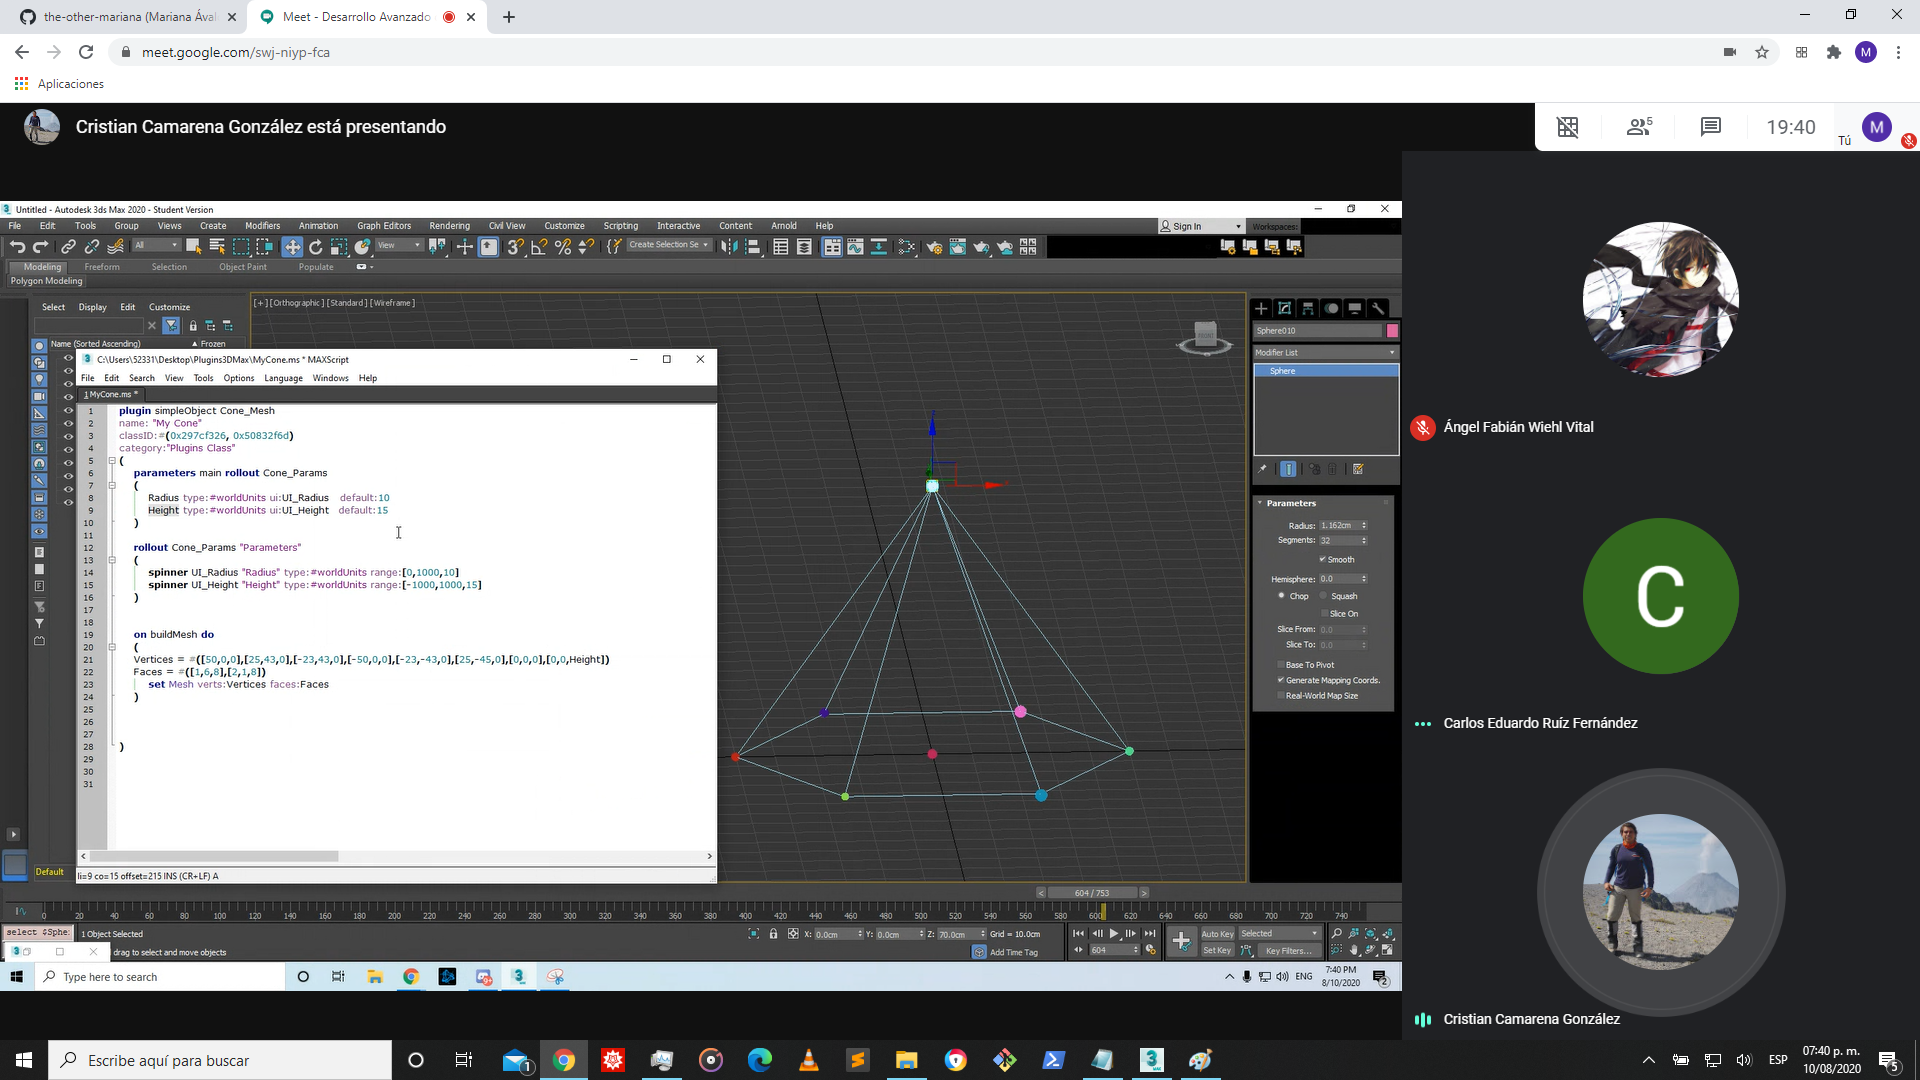 the-other-mariana (Mariana Ával
Meet - Desarrollo Avanzado
meet.google.com/swj-niyp-fca
M
Aplicaciones
Cristian Camarena González está presentando
5
19:40
Tú
M
3 Untitled - Autodesk 3ds Max 2020 - Student Version
File Edit Tools Group Views Create Modifiers Animation Graph Editors Rendering Civil View Customize Scripting Interactive Content Arnold Help
Sign In
Workspaces:
All
View
Create Selection Se
Modeling Freeform Selection Object Paint Populate
Polygon Modeling
Select Display Edit Customize
Name (Sorted Ascending)
▲ Frozen
[+] [Orthographic] [Standard] [Wireframe]
C:\Users\52331\Desktop\Plugins3DMax\MyCone.ms * MAXScript
File Edit Search View Tools Options Language Windows Help
1 MyCone.ms *
1 plugin simpleObject Cone_Mesh
2 name: "My Cone"
3 classID:#(0x297cf326, 0x50832f6d)
4 category:"Plugins Class"
5 (
6 parameters main rollout Cone_Params
7 (
8 Radius type:#worldUnits ui:UI_Radius default:10
9 Height type:#worldUnits ui:UI_Height default:15
10 )
11
12 rollout Cone_Params "Parameters"
13 (
14 spinner UI_Radius "Radius" type:#worldUnits range:[0,1000,10]
15 spinner UI_Height "Height" type:#worldUnits range:[-1000,1000,15]
16 )
17
18
19 on buildMesh do
20 (
21 Vertices = #([50,0,0],[25,43,0],[-23,43,0],[-50,0,0],[-23,-43,0],[25,-45,0],[0,0,0],[0,0,Height])
22 Faces = #([1,6,8],[2,1,8])
23 set Mesh verts:Vertices faces:Faces
24 )
25
26
27
28 )
29
30
31
li=9 co=15 offset=215 INS (CR+LF) A
Default
Sphere010
Modifier List
Sphere
Parameters
Radius: 1.162cm
Segments: 32
Smooth
Hemisphere: 0.0
Chop Squash
Slice On
Slice From: 0.0
Slice To: 0.0
Base To Pivot
Generate Mapping Coords.
Real-World Map Size
604 / 753
0 20 40 60 80 100 120 140 160 180 200 220 240 260 280 300 320 340 360 380 400 420 440 460 480 500 520 540 560 580 600 620 640 660 680 700 720 740
select $Sphe:
1 Object Selected
drag to select and move objects
X: 0.0cm Y: 0.0cm Z: 70.0cm Grid = 10.0cm
Add Time Tag
604
Auto Key Selected
Set Key Key Filters...
Type here to search
ENG
7:40 PM
8/10/2020
2
Ángel Fabián Wiehl Vital
C
Carlos Eduardo Ruíz Fernández
Cristian Camarena González
Escribe aquí para buscar
1
ESP
07:40 p. m.
10/08/2020
5